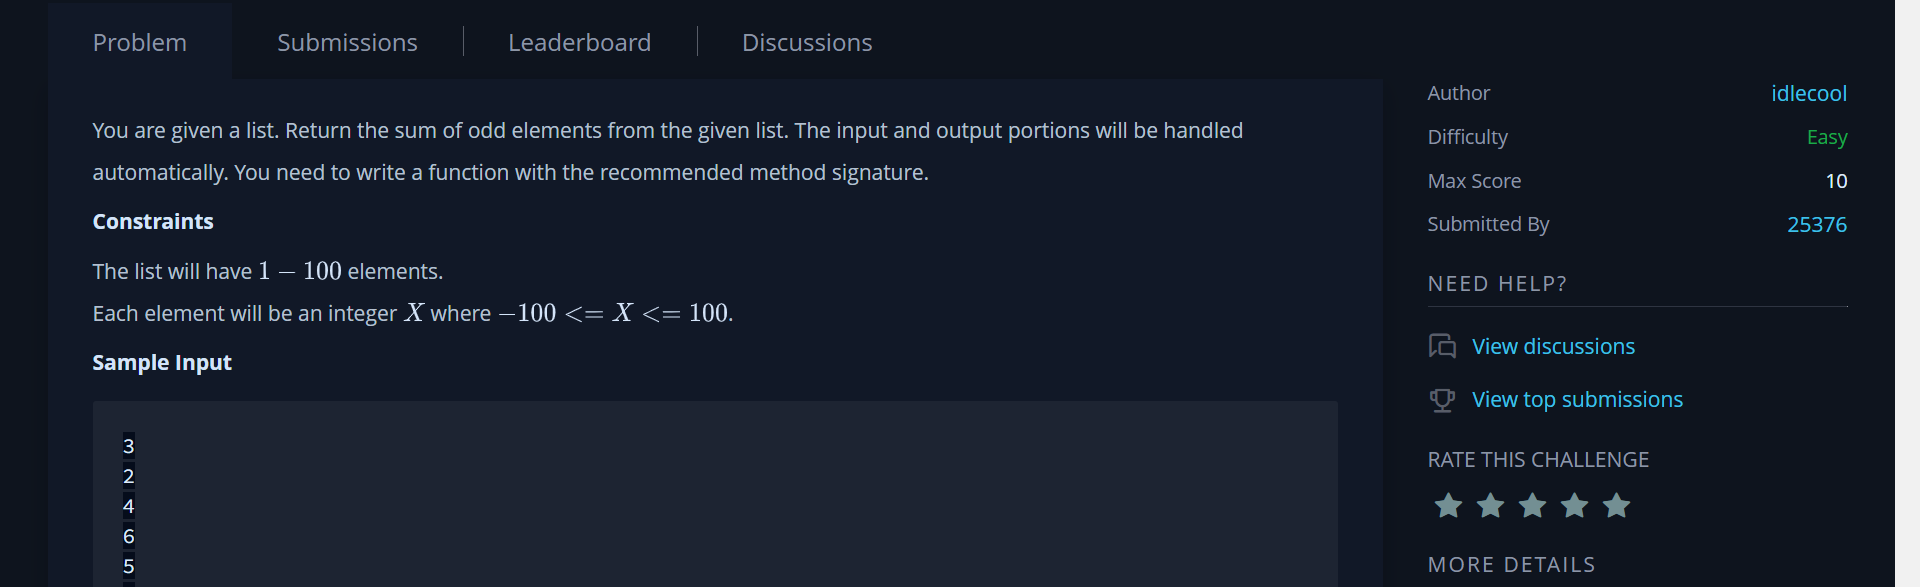 Problem
Submissions
Leaderboard
Discussions
You are given a list. Return the sum of odd elements from the given list. The input and output portions will be handled
automatically. You need to write a function with the recommended method signature.
Constraints
The list will have 1 − 100 elements.
Each element will be an integer X where −100 <= X <= 100.
Sample Input
3
2
4
6
5
Author idlecool
Difficulty Easy
Max Score 10
Submitted By 25376
NEED HELP?
View discussions
View top submissions
RATE THIS CHALLENGE
MORE DETAILS